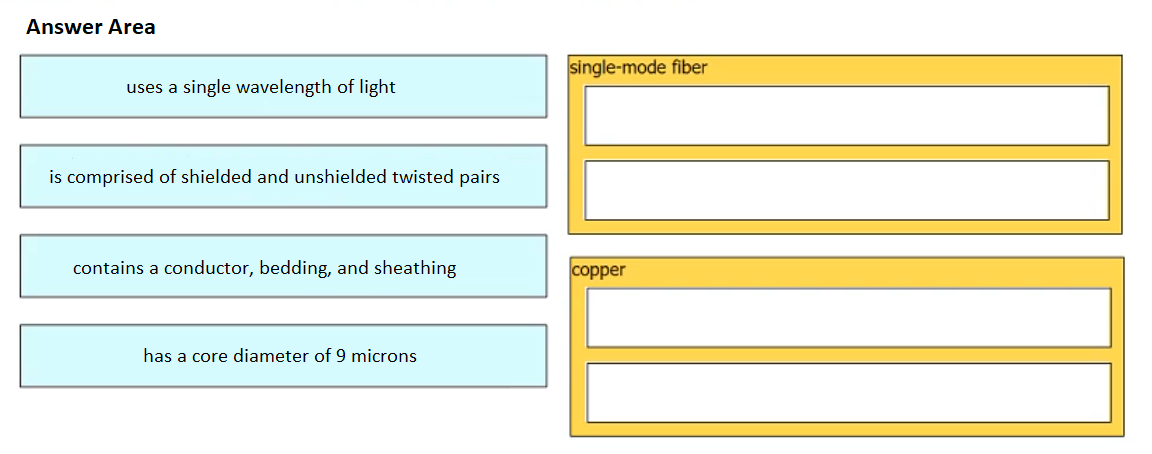 Answer Area
uses a single wavelength of light
is comprised of shielded and unshielded twisted pairs
contains a conductor, bedding, and sheathing
has a core diameter of 9 microns
single-mode fiber
copper